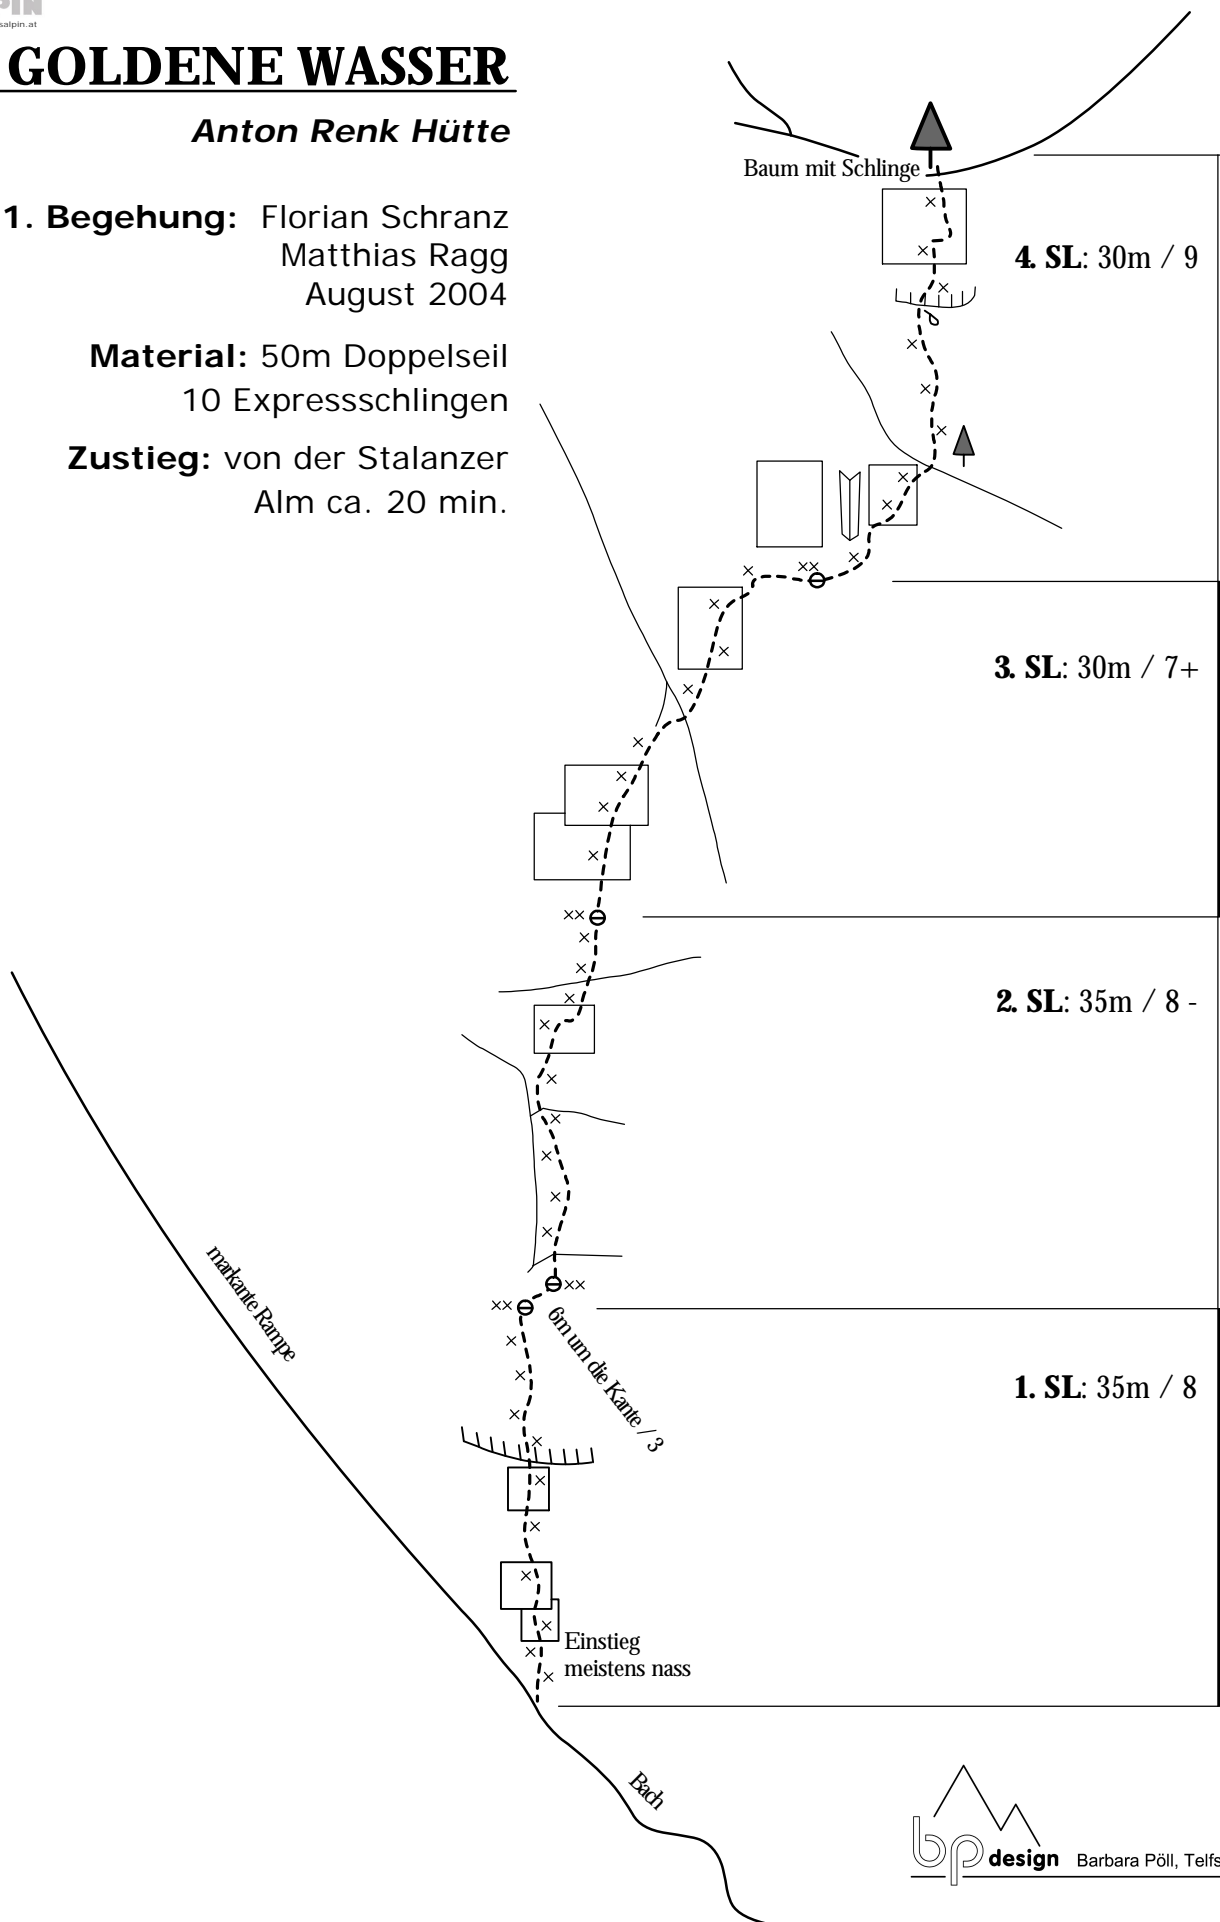 salpin.at
GOLDENE WASSER
Anton Renk Hütte
1. Begehung: Florian Schranz
Matthias Ragg
August 2004
Material: 50m Doppelseil
10 Expressschlingen
Zustieg: von der Stalanzer
Alm ca. 20 min.
Baum mit Schlinge
4. SL: 30m / 9
3. SL: 30m / 7+
2. SL: 35m / 8 -
markante Rampe
6m um die Kante / 3
1. SL: 35m / 8
Einstieg
meistens nass
Bach
bp design Barbara Pöll, Telfs